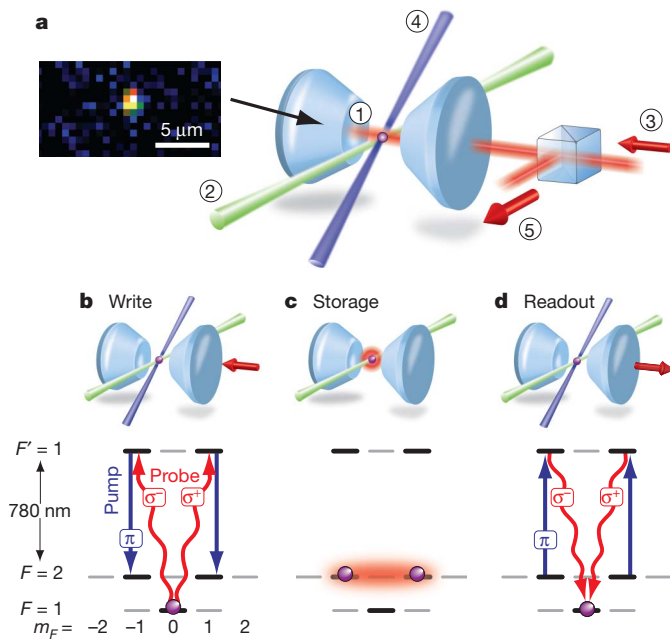 a
5 μm
①
②
③
④
⑤
b Write
c Storage
d Readout
F′ = 1
780 nm
F = 2
F = 1
m_F = −2 −1 0 1 2
Pump
Probe
σ⁻ σ⁺
π
σ⁻ σ⁺
π